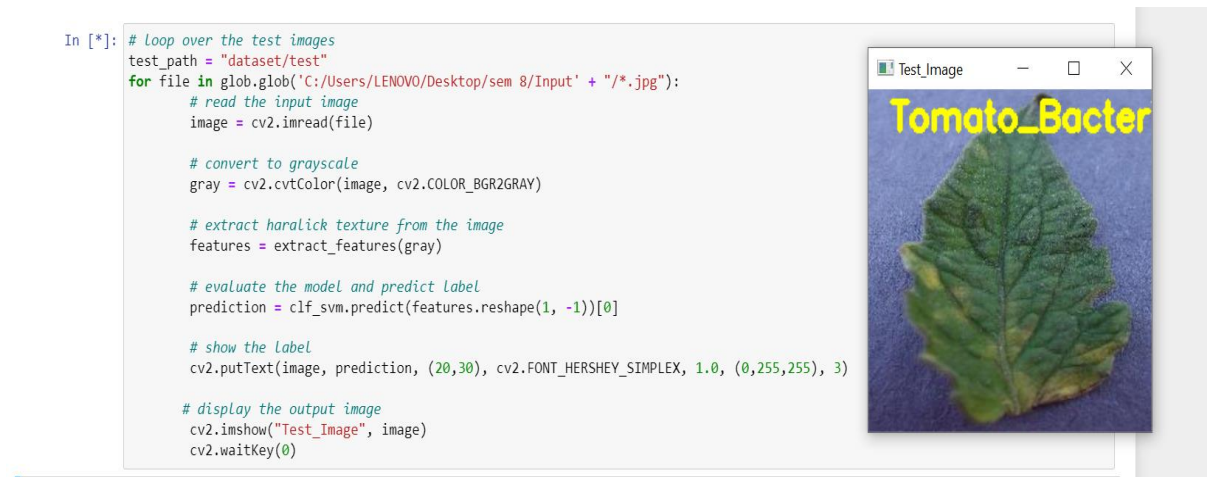 In [*]: # loop over the test images
test_path = "dataset/test"
for file in glob.glob('C:/Users/LENOVO/Desktop/sem 8/Input' + "/*.jpg"):
# read the input image
image = cv2.imread(file)
# convert to grayscale
gray = cv2.cvtColor(image, cv2.COLOR_BGR2GRAY)
# extract haralick texture from the image
features = extract_features(gray)
# evaluate the model and predict label
prediction = clf_svm.predict(features.reshape(1, -1))[0]
# show the label
cv2.putText(image, prediction, (20,30), cv2.FONT_HERSHEY_SIMPLEX, 1.0, (0,255,255), 3)
# display the output image
cv2.imshow("Test_Image", image)
cv2.waitKey(0)
Test_Image
Tomato_Bacter